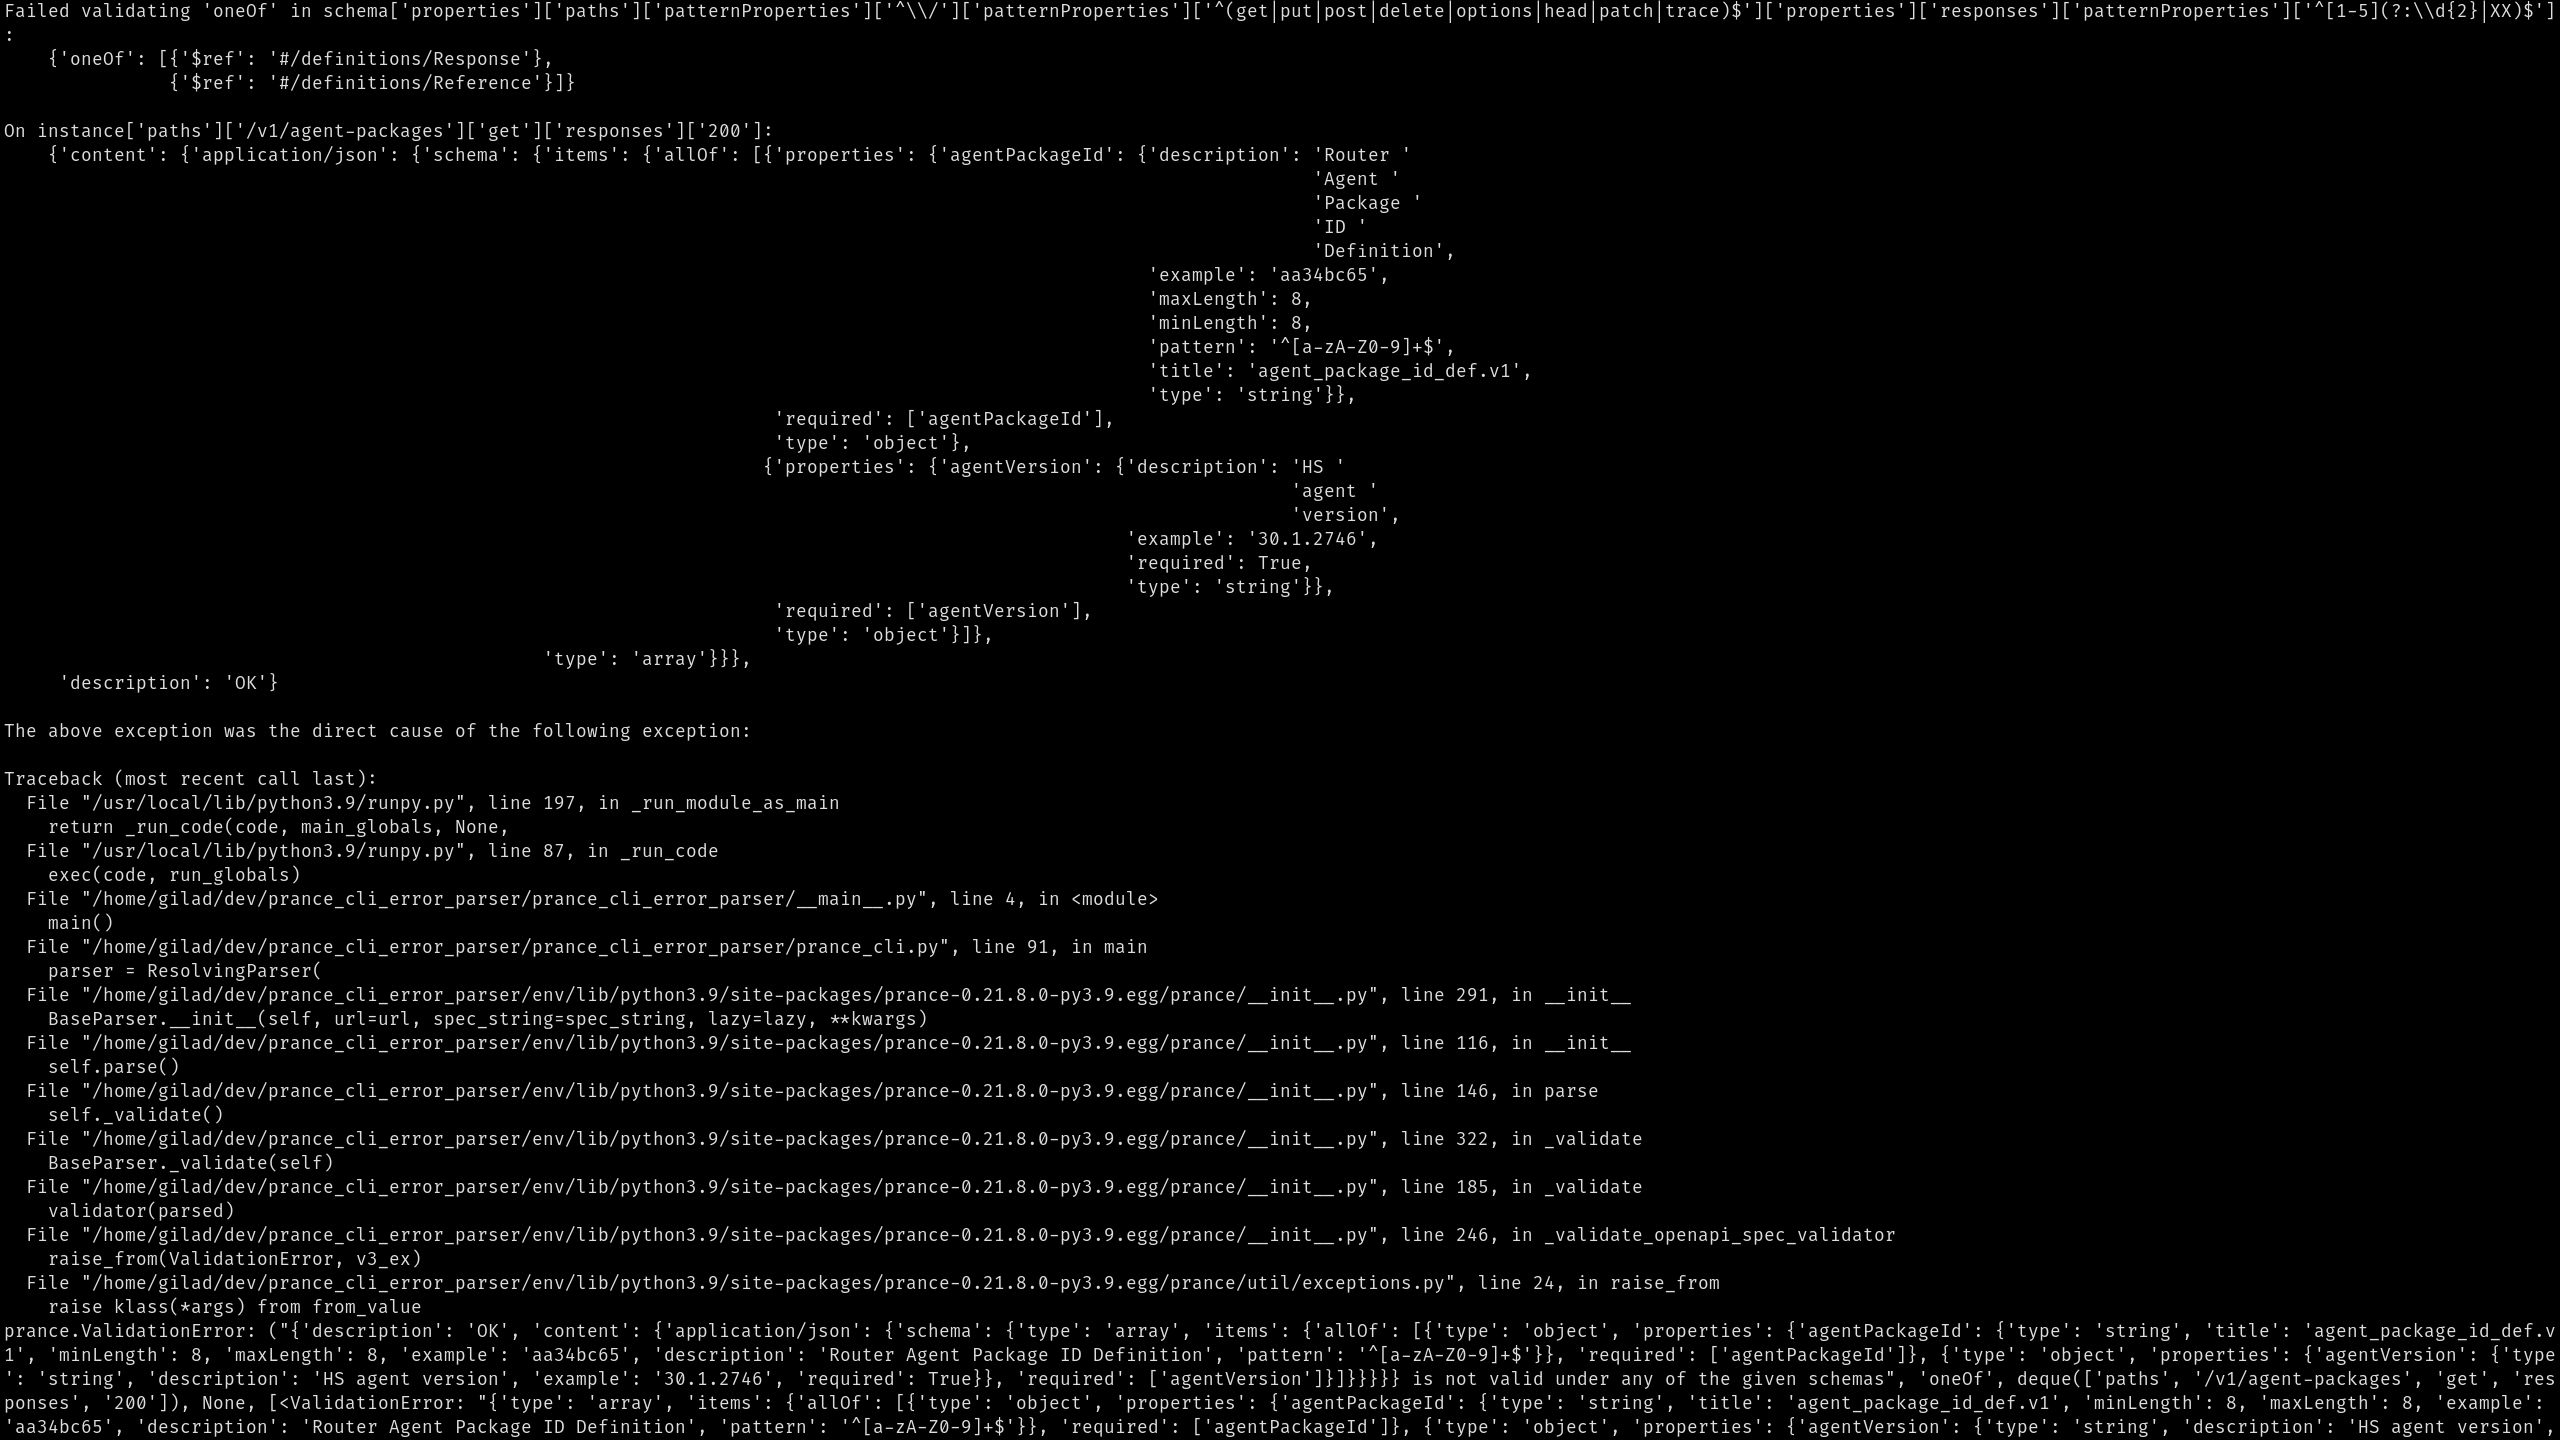 Failed validating 'oneOf' in schema['properties']['paths']['patternProperties']['^\\/']['patternProperties']['^(get|put|post|delete|options|head|patch|trace)$']['properties']['responses']['patternProperties']['^[1-5](?:\\d{2}|XX)$']
:
    {'oneOf': [{'$ref': '#/definitions/Response'},
               {'$ref': '#/definitions/Reference'}]}

On instance['paths']['/v1/agent-packages']['get']['responses']['200']:
    {'content': {'application/json': {'schema': {'items': {'allOf': [{'properties': {'agentPackageId': {'description': 'Router '
                                                                                                                       'Agent '
                                                                                                                       'Package '
                                                                                                                       'ID '
                                                                                                                       'Definition',
                                                                                                        'example': 'aa34bc65',
                                                                                                        'maxLength': 8,
                                                                                                        'minLength': 8,
                                                                                                        'pattern': '^[a-zA-Z0-9]+$',
                                                                                                        'title': 'agent_package_id_def.v1',
                                                                                                        'type': 'string'}},
                                                                      'required': ['agentPackageId'],
                                                                      'type': 'object'},
                                                                     {'properties': {'agentVersion': {'description': 'HS '
                                                                                                                     'agent '
                                                                                                                     'version',
                                                                                                      'example': '30.1.2746',
                                                                                                      'required': True,
                                                                                                      'type': 'string'}},
                                                                      'required': ['agentVersion'],
                                                                      'type': 'object'}]},
                                                 'type': 'array'}}},
     'description': 'OK'}

The above exception was the direct cause of the following exception:

Traceback (most recent call last):
  File "/usr/local/lib/python3.9/runpy.py", line 197, in _run_module_as_main
    return _run_code(code, main_globals, None,
  File "/usr/local/lib/python3.9/runpy.py", line 87, in _run_code
    exec(code, run_globals)
  File "/home/gilad/dev/prance_cli_error_parser/prance_cli_error_parser/__main__.py", line 4, in <module>
    main()
  File "/home/gilad/dev/prance_cli_error_parser/prance_cli_error_parser/prance_cli.py", line 91, in main
    parser = ResolvingParser(
  File "/home/gilad/dev/prance_cli_error_parser/env/lib/python3.9/site-packages/prance-0.21.8.0-py3.9.egg/prance/__init__.py", line 291, in __init__
    BaseParser.__init__(self, url=url, spec_string=spec_string, lazy=lazy, **kwargs)
  File "/home/gilad/dev/prance_cli_error_parser/env/lib/python3.9/site-packages/prance-0.21.8.0-py3.9.egg/prance/__init__.py", line 116, in __init__
    self.parse()
  File "/home/gilad/dev/prance_cli_error_parser/env/lib/python3.9/site-packages/prance-0.21.8.0-py3.9.egg/prance/__init__.py", line 146, in parse
    self._validate()
  File "/home/gilad/dev/prance_cli_error_parser/env/lib/python3.9/site-packages/prance-0.21.8.0-py3.9.egg/prance/__init__.py", line 322, in _validate
    BaseParser._validate(self)
  File "/home/gilad/dev/prance_cli_error_parser/env/lib/python3.9/site-packages/prance-0.21.8.0-py3.9.egg/prance/__init__.py", line 185, in _validate
    validator(parsed)
  File "/home/gilad/dev/prance_cli_error_parser/env/lib/python3.9/site-packages/prance-0.21.8.0-py3.9.egg/prance/__init__.py", line 246, in _validate_openapi_spec_validator
    raise_from(ValidationError, v3_ex)
  File "/home/gilad/dev/prance_cli_error_parser/env/lib/python3.9/site-packages/prance-0.21.8.0-py3.9.egg/prance/util/exceptions.py", line 24, in raise_from
    raise klass(*args) from from_value
prance.ValidationError: ("{'description': 'OK', 'content': {'application/json': {'schema': {'type': 'array', 'items': {'allOf': [{'type': 'object', 'properties': {'agentPackageId': {'type': 'string', 'title': 'agent_package_id_def.v
1', 'minLength': 8, 'maxLength': 8, 'example': 'aa34bc65', 'description': 'Router Agent Package ID Definition', 'pattern': '^[a-zA-Z0-9]+$'}}, 'required': ['agentPackageId']}, {'type': 'object', 'properties': {'agentVersion': {'type
': 'string', 'description': 'HS agent version', 'example': '30.1.2746', 'required': True}}, 'required': ['agentVersion']}]}}}}} is not valid under any of the given schemas", 'oneOf', deque(['paths', '/v1/agent-packages', 'get', 'res
ponses', '200']), None, [<ValidationError: "{'type': 'array', 'items': {'allOf': [{'type': 'object', 'properties': {'agentPackageId': {'type': 'string', 'title': 'agent_package_id_def.v1', 'minLength': 8, 'maxLength': 8, 'example': 
'aa34bc65', 'description': 'Router Agent Package ID Definition', 'pattern': '^[a-zA-Z0-9]+$'}}, 'required': ['agentPackageId']}, {'type': 'object', 'properties': {'agentVersion': {'type': 'string', 'description': 'HS agent version',